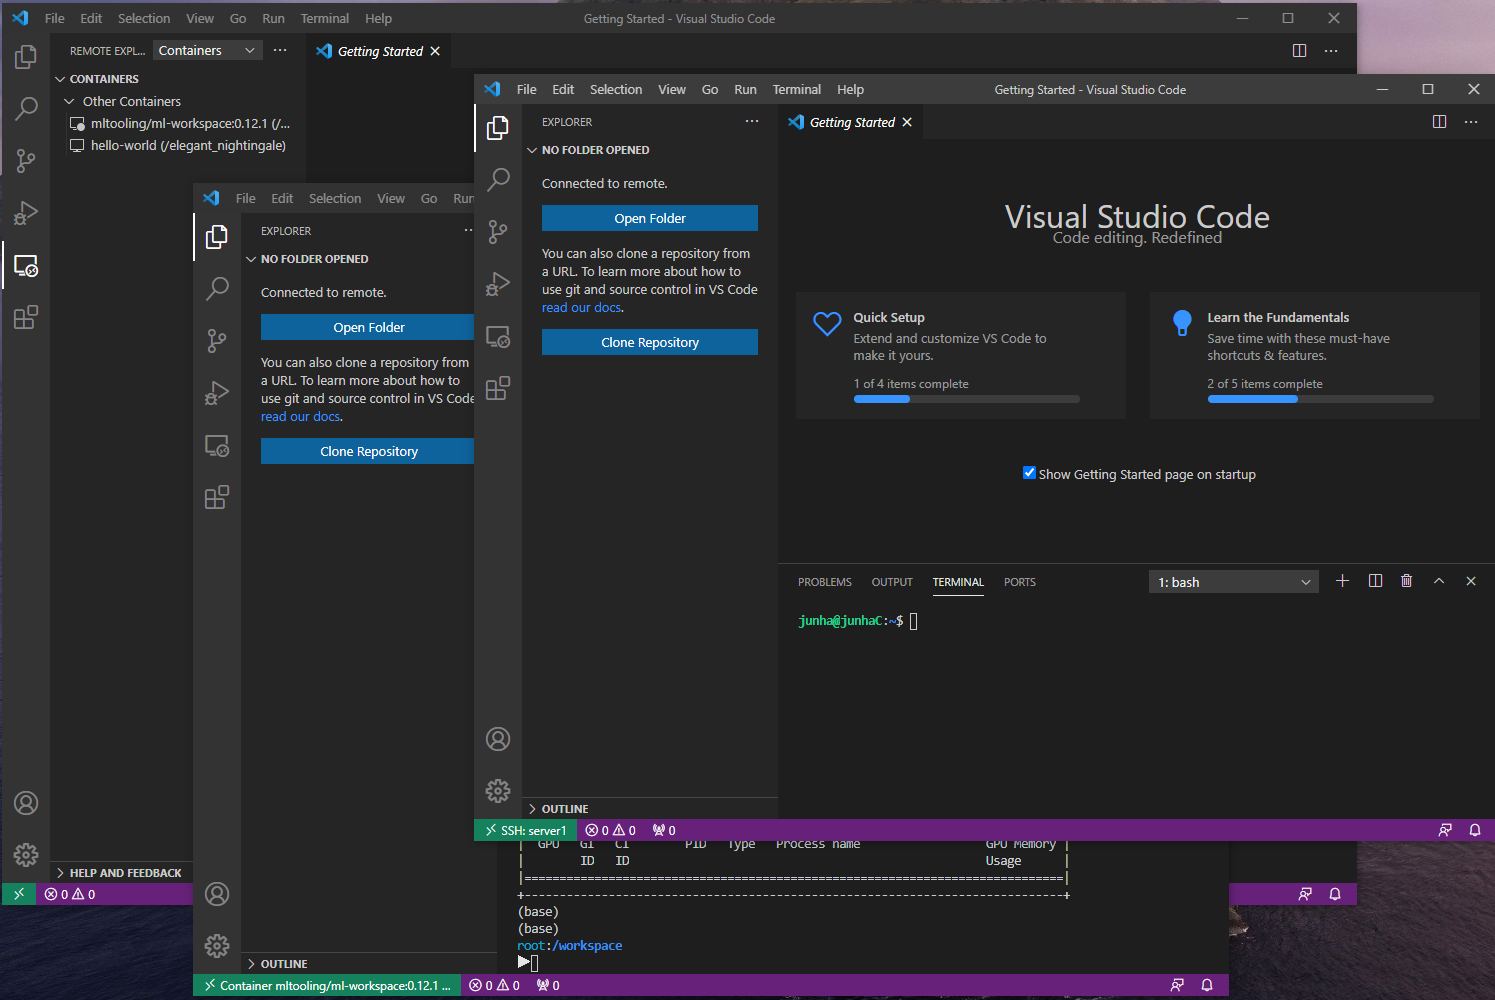 File Edit Selection View Go Run Terminal Help
Getting Started - Visual Studio Code
REMOTE EXPL... Containers
Getting Started
CONTAINERS
Other Containers
mltooling/ml-workspace:0.12.1 (/...
hello-world (/elegant_nightingale)
HELP AND FEEDBACK
0 0
File Edit Selection View Go Run
EXPLORER
NO FOLDER OPENED
Connected to remote.
Open Folder
You can also clone a repository from
a URL. To learn more about how to
use git and source control in VS Code
read our docs.
Clone Repository
OUTLINE
Container mltooling/ml-workspace:0.12.1 ... 0 0 0
File Edit Selection View Go Run Terminal Help
Getting Started - Visual Studio Code
EXPLORER
NO FOLDER OPENED
Connected to remote.
Open Folder
You can also clone a repository from
a URL. To learn more about how to
use git and source control in VS Code
read our docs.
Clone Repository
OUTLINE
SSH: server1 0 0 0
Getting Started
Visual Studio Code
Code editing. Redefined
Quick Setup
Extend and customize VS Code to
make it yours.
1 of 4 items complete
Learn the Fundamentals
Save time with these must-have
shortcuts & features.
2 of 5 items complete
Show Getting Started page on startup
PROBLEMS OUTPUT TERMINAL PORTS
1: bash
junha@junhaC:~$
| GPU GI CI PID Type Process name GPU Memory |
| ID ID Usage |
|=============================================================================|
+-----------------------------------------------------------------------------+
(base)
(base)
root:/workspace